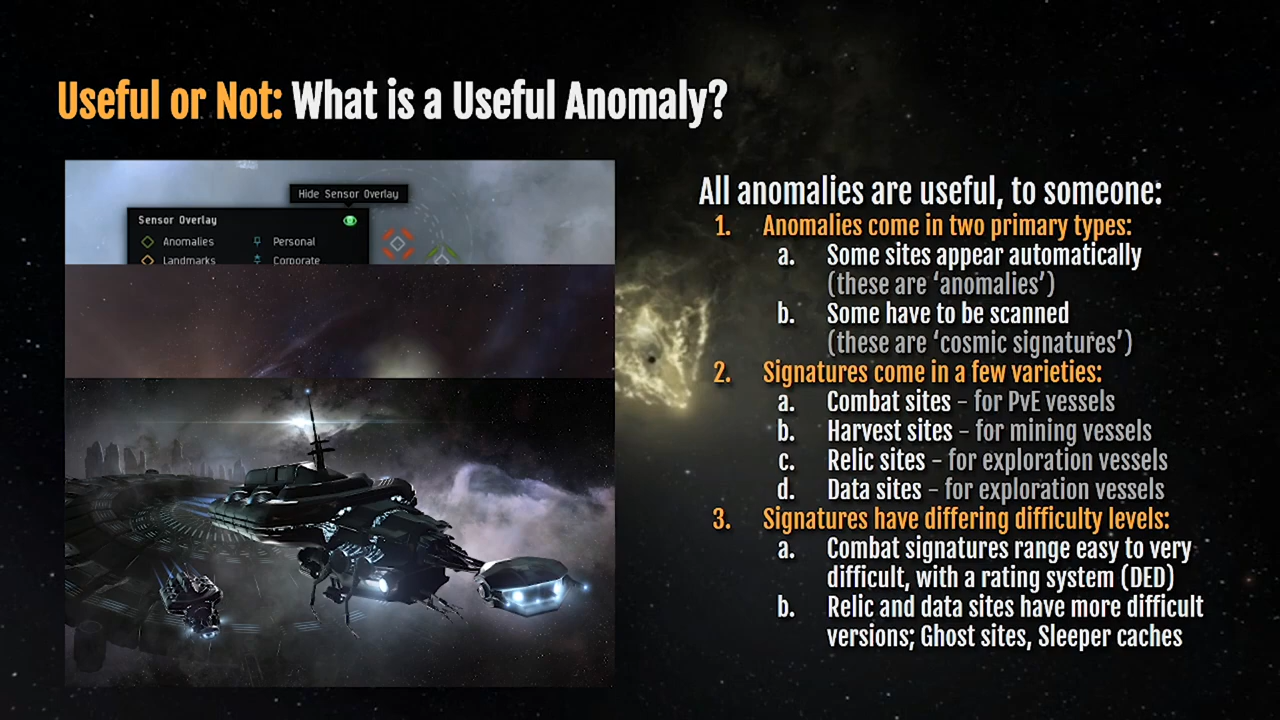 Useful or Not: What is a Useful Anomaly?
Hide Sensor Overlay
Sensor Overlay
Anomalies
Personal
Landmarks
Corporate
All anomalies are useful, to someone:
1. Anomalies come in two primary types:
a. Some sites appear automatically
(these are ‘anomalies’)
b. Some have to be scanned
(these are ‘cosmic signatures’)
2. Signatures come in a few varieties:
a. Combat sites – for PvE vessels
b. Harvest sites – for mining vessels
c. Relic sites – for exploration vessels
d. Data sites – for exploration vessels
3. Signatures have differing difficulty levels:
a. Combat signatures range easy to very
difficult, with a rating system (DED)
b. Relic and data sites have more difficult
versions; Ghost sites, Sleeper caches